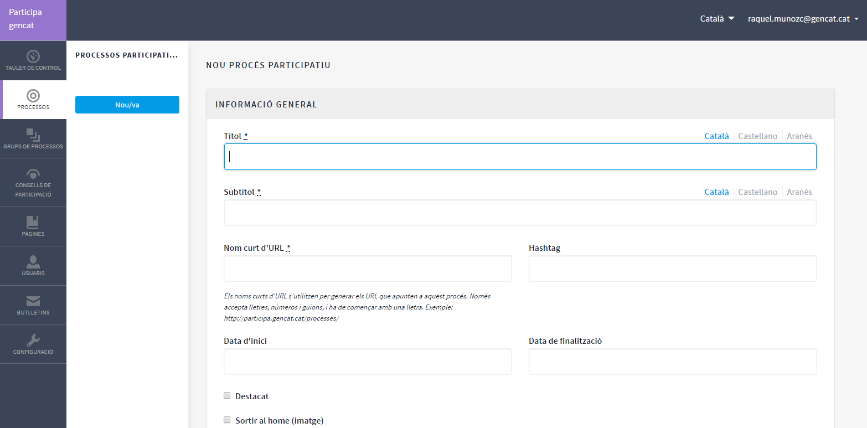 Participa
gencat
Català
raquel.munozc@gencat.cat
TAULER DE CONTROL
PROCESSOS
GRUPS DE PROCESSOS
CONSELLS DE
PARTICIPACIÓ
PÀGINES
USUARIS
BUTLLETINS
CONFIGURACIÓ
PROCESSOS PARTICIPATI...
Nou/va
NOU PROCÉS PARTICIPATIU
INFORMACIÓ GENERAL
Títol * Català Castellano Aranés
Subtítol * Català Castellano Aranés
Nom curt d'URL * Hashtag
Els noms curts d'URL s'utilitzen per generar els URL que apunten a aquest procés. Només
accepta lletres, números i guions, i ha de començar amb una lletra. Exemple:
http://participa.gencat.cat/processes/
Data d'inici Data de finalització
Destacat
Sortir al home (imatge)